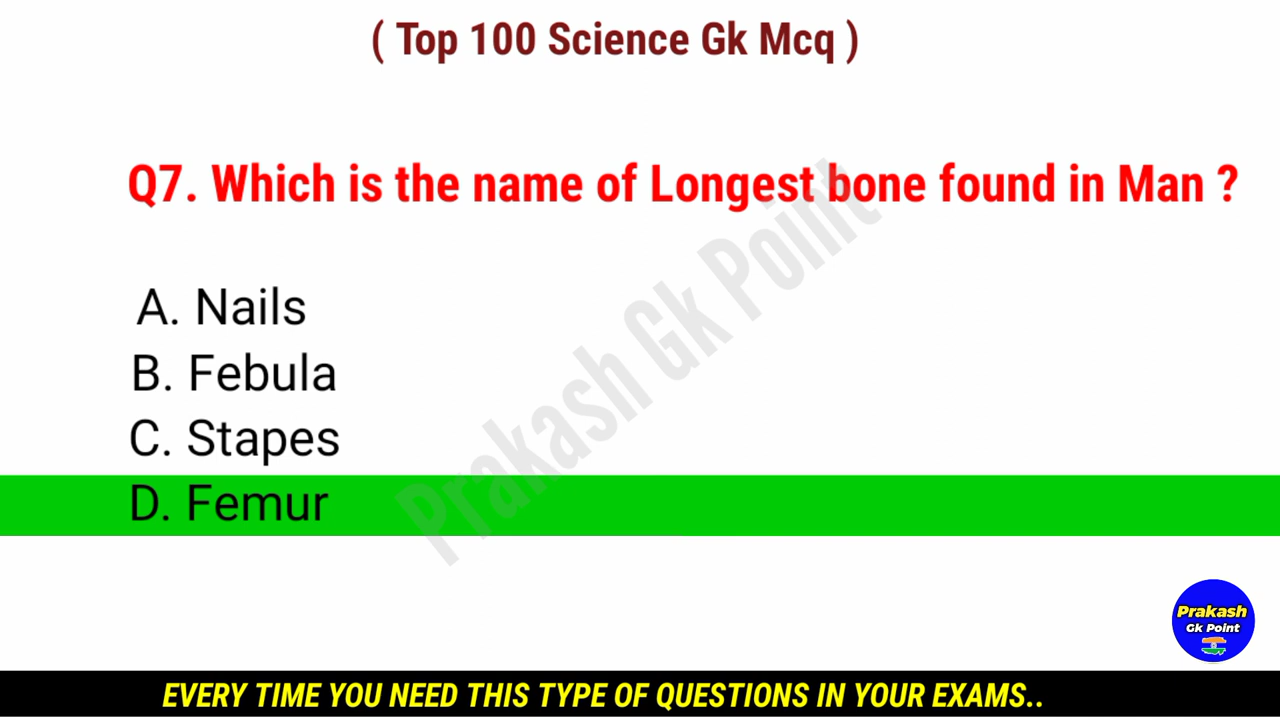 ( Top 100 Science Gk Mcq )
Q7. Which is the name of Longest bone found in Man ?
A. Nails
B. Febula
C. Stapes
D. Femur
Prakash Gk Point
Prakash
Gk Point
EVERY TIME YOU NEED THIS TYPE OF QUESTIONS IN YOUR EXAMS..